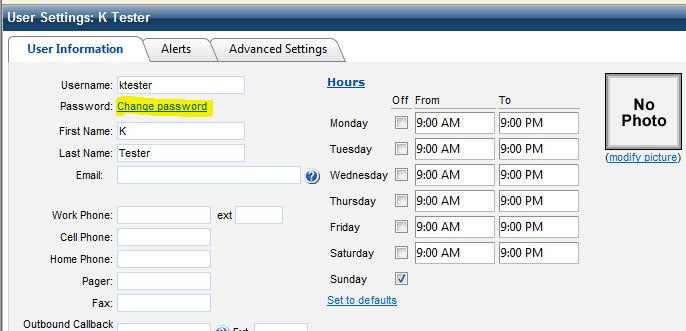 User Settings: K Tester
User Information
Alerts
Advanced Settings
Username: ktester
Password: Change password
First Name: K
Last Name: Tester
Email:
Work Phone: ext
Cell Phone:
Home Phone:
Pager:
Fax:
Outbound Callback
Ext
Hours
Off From To
Monday 9:00 AM 9:00 PM
Tuesday 9:00 AM 9:00 PM
Wednesday 9:00 AM 9:00 PM
Thursday 9:00 AM 9:00 PM
Friday 9:00 AM 9:00 PM
Saturday 9:00 AM 9:00 PM
Sunday
Set to defaults
No
Photo
(modify picture)